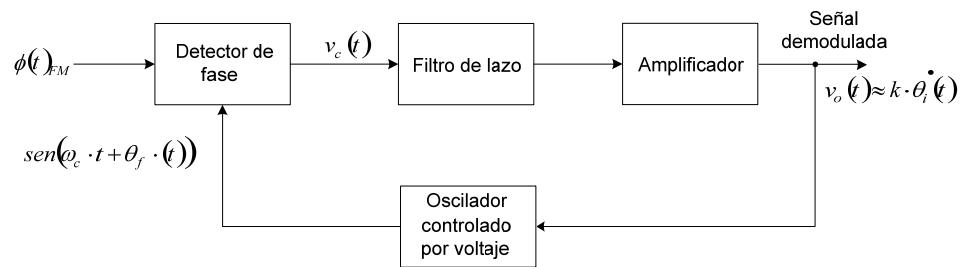 Señal
demodulada
ϕ(t)FM
Detector de
fase
v_c(t)
Filtro de lazo
Amplificador
v_o(t)≈k·θ̇_i(t)
sen(ω_c·t+θ_f·(t))
Oscilador
controlado
por voltaje